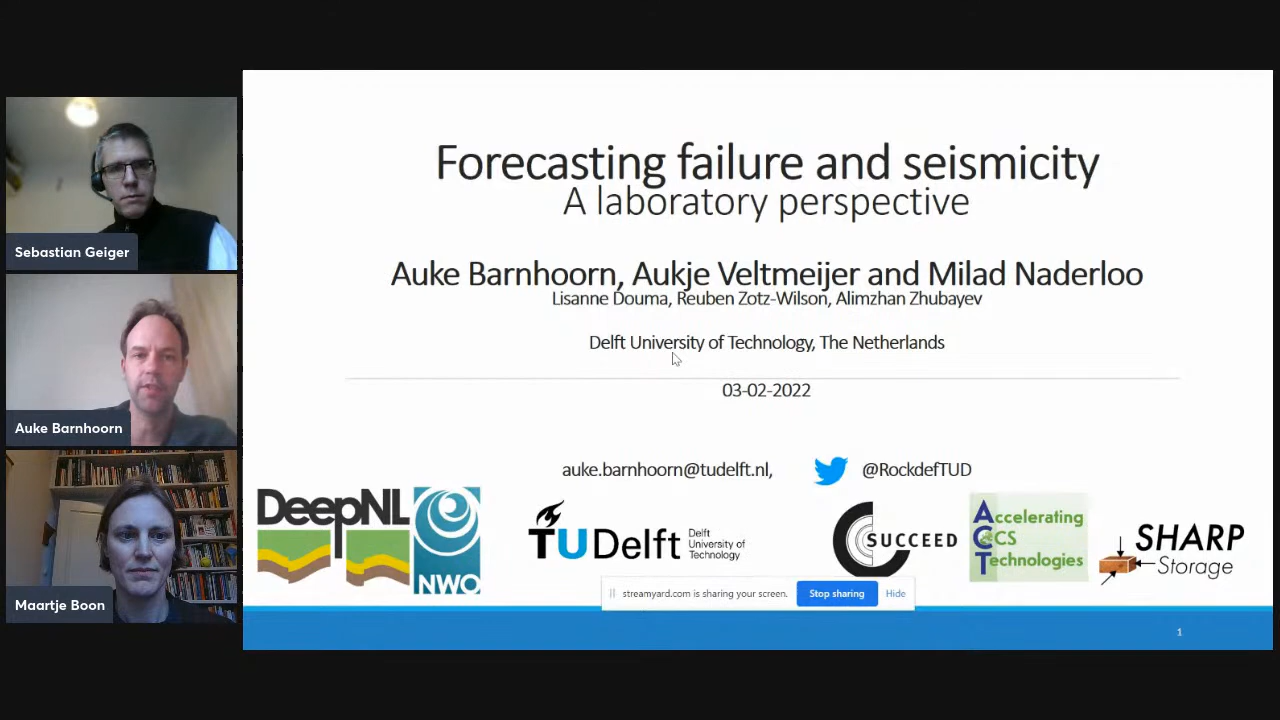 Sebastian Geiger
Auke Barnhoorn
Maartje Boon
Forecasting failure and seismicity
A laboratory perspective
Auke Barnhoorn, Aukje Veltmeijer and Milad Naderloo
Lisanne Douma, Reuben Zotz-Wilson, Alimzhan Zhubayev
Delft University of Technology, The Netherlands
03-02-2022
auke.barnhoorn@tudelft.nl, @RockdefTUD
DeepNL
NWO
TU Delft
Delft
University of
Technology
SUCCEED
Accelerating
CCS
Technologies
SHARP
Storage
streamyard.com is sharing your screen. Stop sharing Hide
1